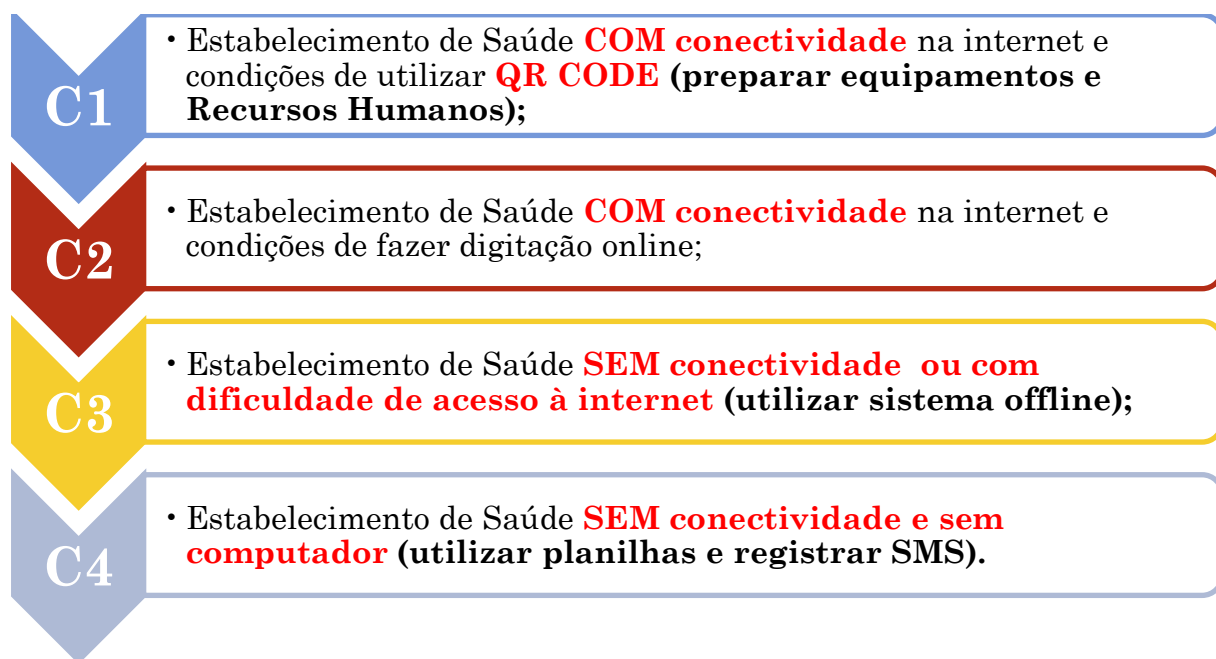 C1
• Estabelecimento de Saúde COM conectividade na internet e
condições de utilizar QR CODE (preparar equipamentos e
Recursos Humanos);
C2
• Estabelecimento de Saúde COM conectividade na internet e
condições de fazer digitação online;
C3
• Estabelecimento de Saúde SEM conectividade  ou com
dificuldade de acesso à internet (utilizar sistema offline);
C4
• Estabelecimento de Saúde SEM conectividade e sem
computador (utilizar planilhas e registrar SMS).